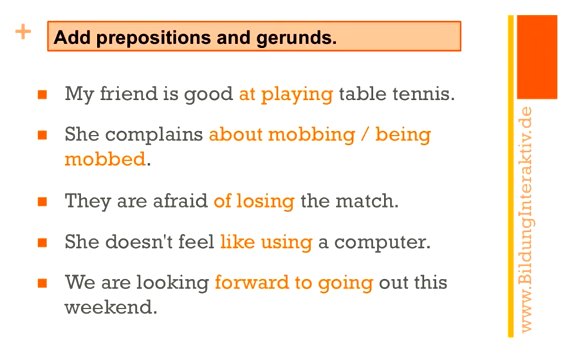 +
Add prepositions and gerunds.
My friend is good at playing table tennis.
She complains about mobbing / being
mobbed.
They are afraid of losing the match.
She doesn't feel like using a computer.
We are looking forward to going out this
weekend.
www.BildungInteraktiv.de